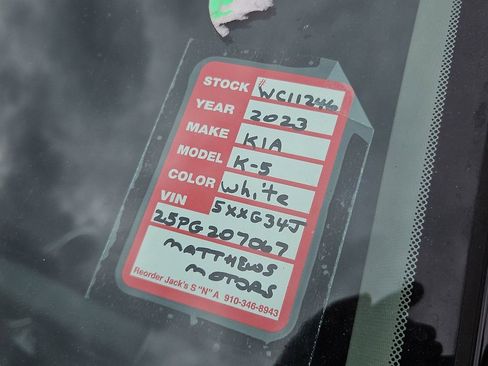 STOCK # WC11246
YEAR 2023
MAKE KIA
MODEL K-5
COLOR White
VIN 5XXG34J
25PG207067
MATTHEWS
MOTORS
Reorder Jack's S "N" A 910-346-8943